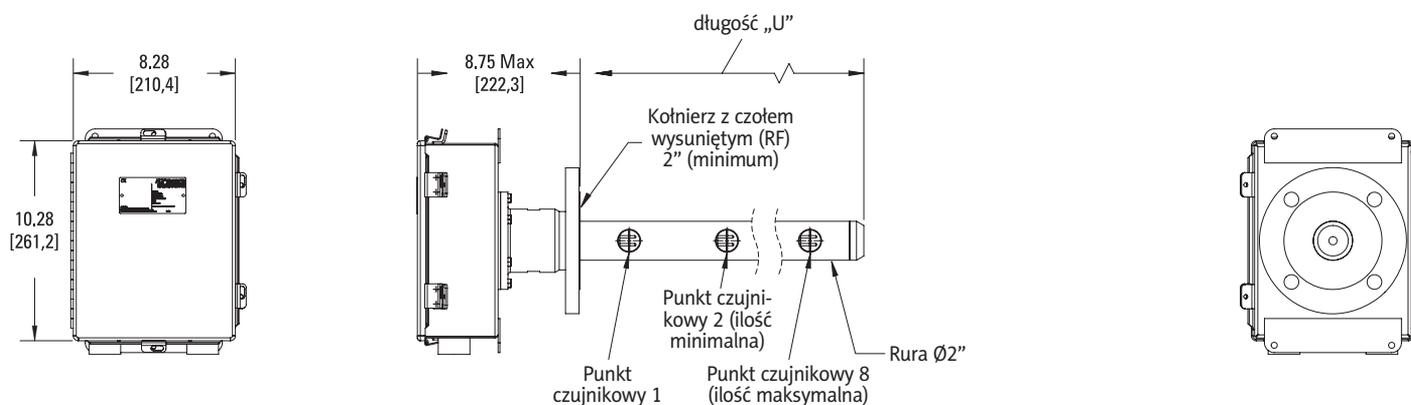 długość „U”
8.28
[210,4]
8.75 Max
[222,3]
Kołnierz z czołem
wysuniętym (RF)
2” (minimum)
10.28
[261,2]
Punkt czujni-
kowy 2 (ilość
minimalna)
Rura Ø2”
Punkt
czujnikowy 1
Punkt czujnikowy 8
(ilość maksymalna)